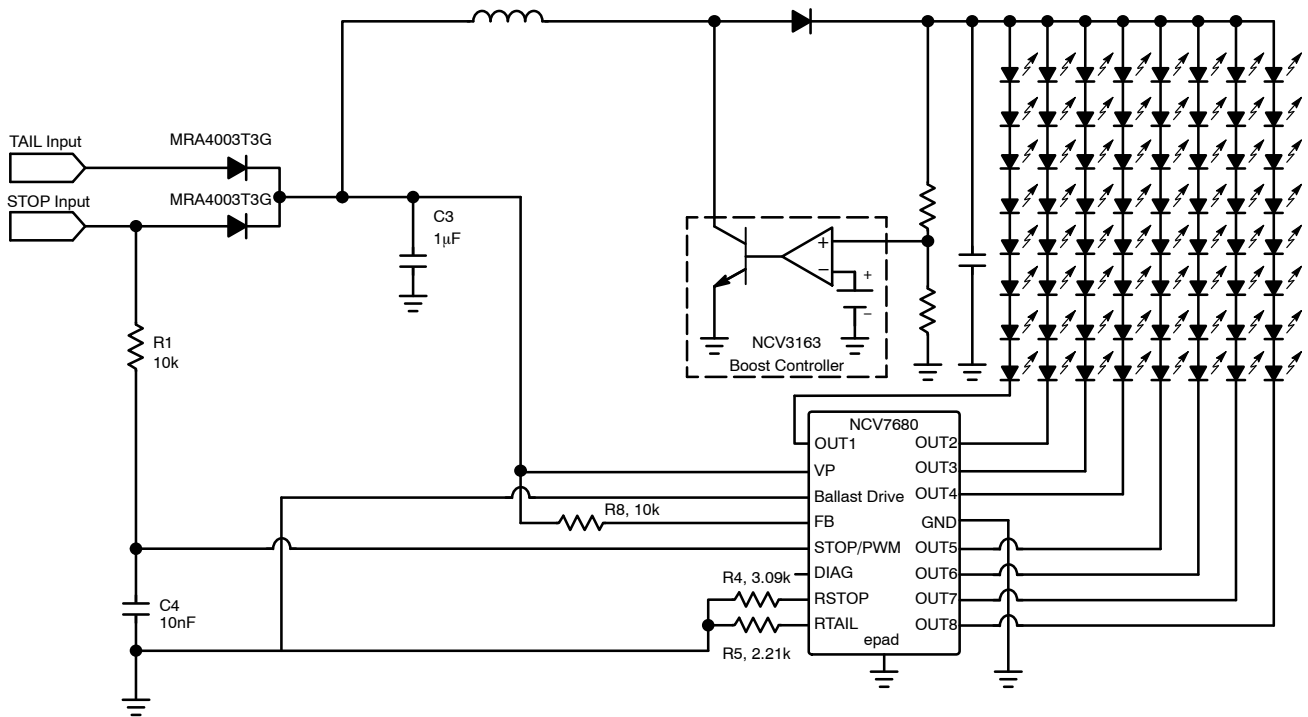 TAIL Input
MRA4003T3G
STOP Input
MRA4003T3G
C3
1μF
R1
10k
+
−
+
−
NCV3163
Boost Controller
NCV7680
OUT1
OUT2
VP
OUT3
Ballast Drive
OUT4
R8, 10k
FB
GND
STOP/PWM
OUT5
R4, 3.09k
DIAG
OUT6
C4
10nF
RSTOP
OUT7
RTAIL
OUT8
R5, 2.21k
epad